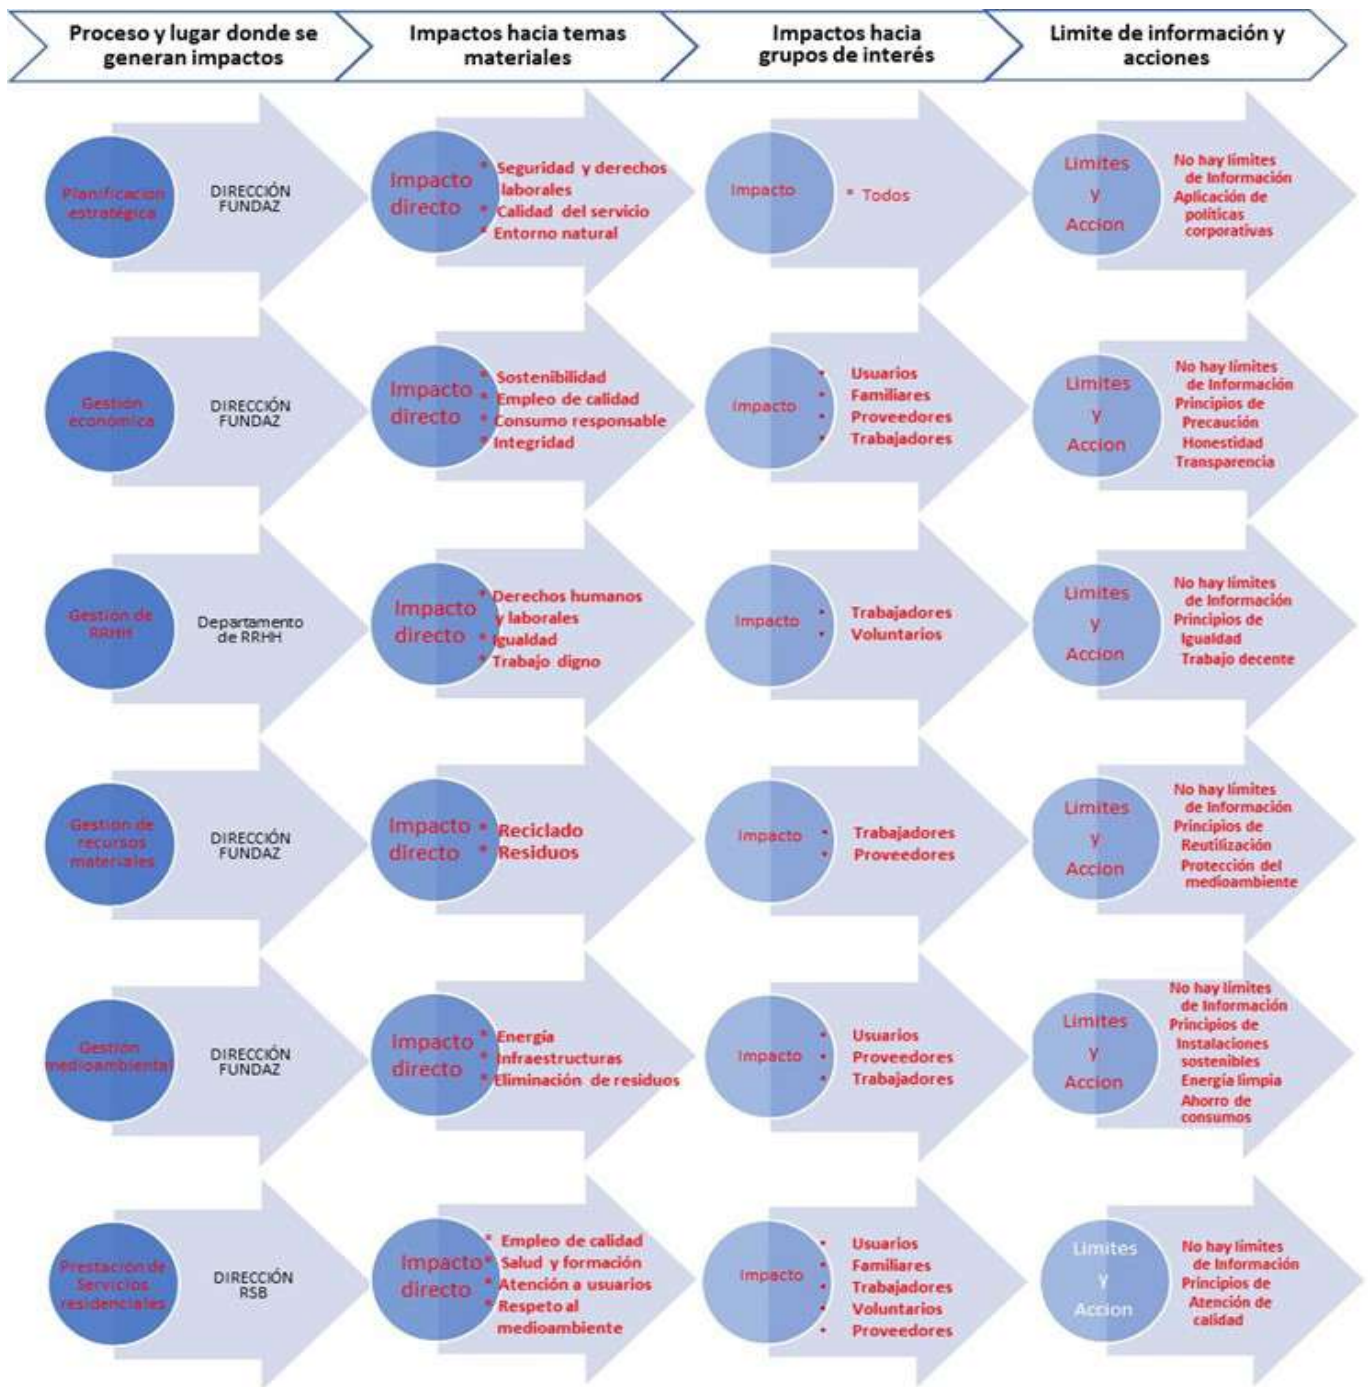 Proceso y lugar donde se
generan impactos
Impactos hacia temas
materiales
Impactos hacia
grupos de interés
Limite de información y
acciones
Planificacion
estratégica
DIRECCIÓN
FUNDAZ
Impacto
directo
* Seguridad y derechos
laborales
* Calidad del servicio
* Entorno natural
Impacto
* Todos
Limites
y
Accion
No hay límites
de Información
Aplicación de
políticas
corporativas
Gestión
económica
DIRECCIÓN
FUNDAZ
Impacto
directo
* Sostenibilidad
* Empleo de calidad
* Consumo responsable
* Integridad
Impacto
• Usuarios
• Familiares
• Proveedores
• Trabajadores
Limites
y
Accion
No hay límites
de Información
Principios de
Precaución
Honestidad
Transparencia
Gestión de
RRHH
Departamento
de RRHH
Impacto
directo
* Derechos humanos
y laborales
* Igualdad
* Trabajo digno
Impacto
• Trabajadores
• Voluntarios
Limites
y
Accion
No hay límites
de Información
Principios de
Igualdad
Trabajo decente
Gestión de
recursos
materiales
DIRECCIÓN
FUNDAZ
Impacto
directo
* Reciclado
* Residuos
Impacto
• Trabajadores
• Proveedores
Limites
y
Accion
No hay límites
de Información
Principios de
Reutilización
Protección del
medioambiente
Gestión
medioambiental
DIRECCIÓN
FUNDAZ
Impacto
directo
* Energía
* Infraestructuras
* Eliminación de residuos
Impacto
• Usuarios
• Proveedores
• Trabajadores
Limites
y
Accion
No hay límites
de Información
Principios de
Instalaciones
sostenibles
Energía limpia
Ahorro de
consumos
Prestación de
Servicios
residenciales
DIRECCIÓN
RSB
Impacto
directo
* Empleo de calidad
* Salud y formación
* Atención a usuarios
* Respeto al
medioambiente
Impacto
• Usuarios
• Familiares
• Trabajadores
• Voluntarios
• Proveedores
Limites
y
Accion
No hay límites
de Información
Principios de
Atención de
calidad